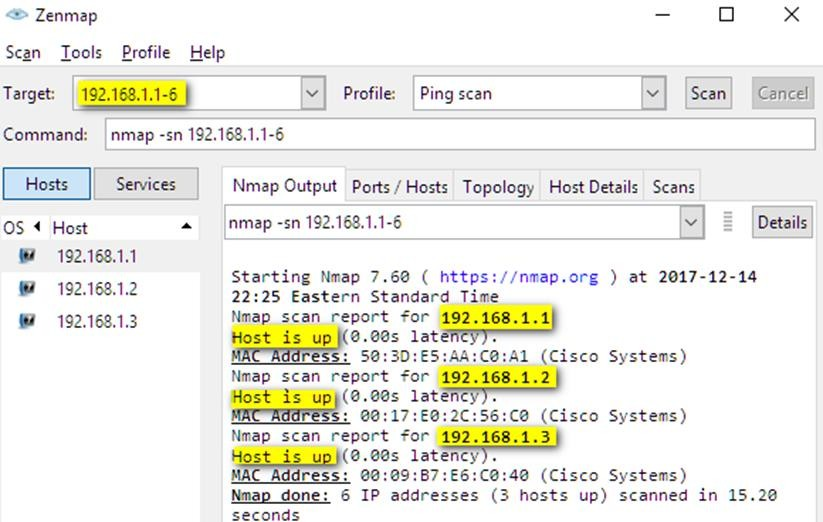 Zenmap
Scan Tools Profile Help
Target: 192.168.1.1-6 Profile: Ping scan Scan Cancel
Command: nmap -sn 192.168.1.1-6
Hosts Services
Nmap Output Ports / Hosts Topology Host Details Scans
OS Host
nmap -sn 192.168.1.1-6 Details
192.168.1.1
192.168.1.2
192.168.1.3
Starting Nmap 7.60 ( https://nmap.org ) at 2017-12-14
22:25 Eastern Standard Time
Nmap scan report for 192.168.1.1
Host is up (0.00s latency).
MAC Address: 50:3D:E5:AA:C0:A1 (Cisco Systems)
Nmap scan report for 192.168.1.2
Host is up (0.00s latency).
MAC Address: 00:17:E0:2C:56:C0 (Cisco Systems)
Nmap scan report for 192.168.1.3
Host is up (0.00s latency).
MAC Address: 00:09:B7:E6:C0:40 (Cisco Systems)
Nmap done: 6 IP addresses (3 hosts up) scanned in 15.20
seconds